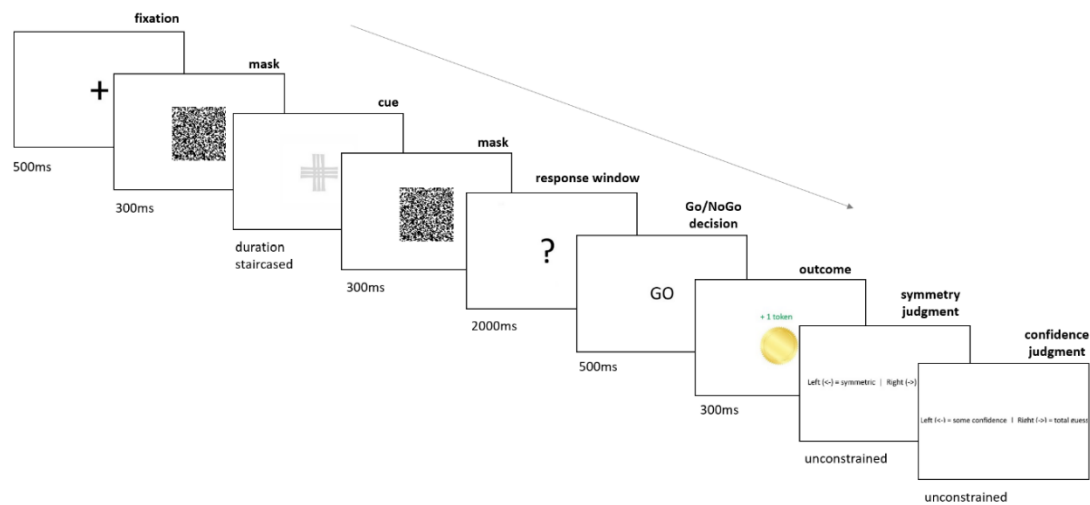 fixation
+
500ms
mask
300ms
cue
duration
staircased
mask
300ms
response window
?
2000ms
Go/NoGo
decision
GO
500ms
outcome
+ 1 token
300ms
symmetry
judgment
Left (<-) = symmetric | Right (->)
unconstrained
confidence
judgment
Left (<-) = some confidence | Right (->) = total guess
unconstrained